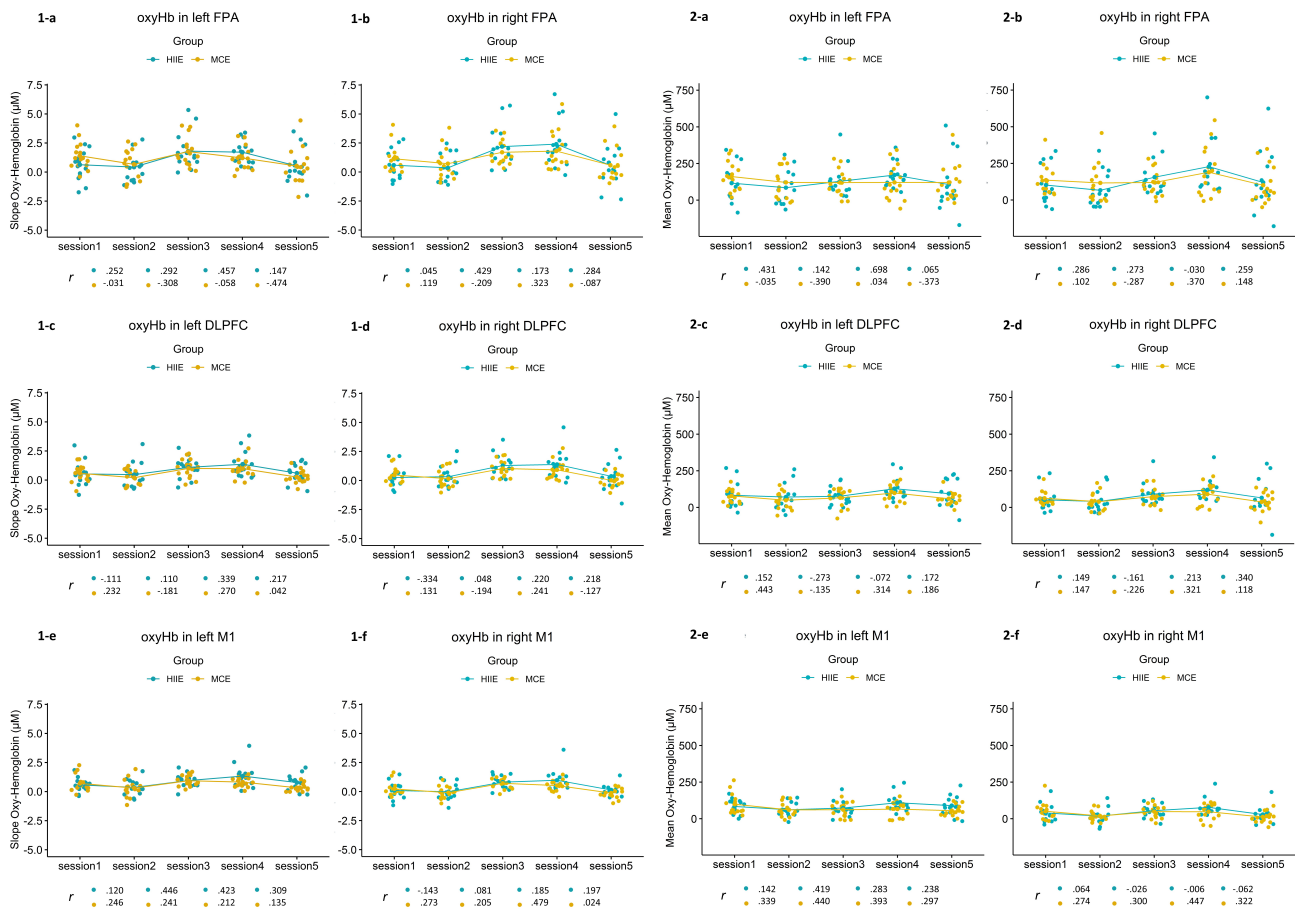 1-a oxyHb in left FPA
Group
HIIE MCE
Slope Oxy-Hemoglobin (μM)
7.5
5.0
2.5
0.0
-2.5
-5.0
session1 session2 session3 session4 session5
r .252 .292 .457 .147
-.031 -.308 -.058 -.474
1-b oxyHb in right FPA
Group
HIIE MCE
7.5
5.0
2.5
0.0
-2.5
-5.0
session1 session2 session3 session4 session5
r .045 .429 .173 .284
.119 -.209 .323 -.087
2-a oxyHb in left FPA
Group
HIIE MCE
Mean Oxy-Hemoglobin (μM)
750
500
250
0
session1 session2 session3 session4 session5
r .431 .142 .698 .065
-.035 -.390 .034 -.373
2-b oxyHb in right FPA
Group
HIIE MCE
750
500
250
0
session1 session2 session3 session4 session5
r .286 .273 -.030 .259
.102 -.287 .370 .148
1-c oxyHb in left DLPFC
Group
HIIE MCE
Slope Oxy-Hemoglobin (μM)
7.5
5.0
2.5
0.0
-2.5
-5.0
session1 session2 session3 session4 session5
r -.111 .110 .339 .217
.232 -.181 .270 .042
1-d oxyHb in right DLPFC
Group
HIIE MCE
7.5
5.0
2.5
0.0
-2.5
-5.0
session1 session2 session3 session4 session5
r -.334 .048 .220 .218
.131 -.194 .241 -.127
2-c oxyHb in left DLPFC
Group
HIIE MCE
Mean Oxy-Hemoglobin (μM)
750
500
250
0
session1 session2 session3 session4 session5
r .152 -.273 -.072 .172
.443 -.135 .314 .186
2-d oxyHb in right DLPFC
Group
HIIE MCE
750
500
250
0
session1 session2 session3 session4 session5
r .149 -.161 .213 .340
.147 -.226 .321 .118
1-e oxyHb in left M1
Group
HIIE MCE
Slope Oxy-Hemoglobin (μM)
7.5
5.0
2.5
0.0
-2.5
-5.0
session1 session2 session3 session4 session5
r .120 .446 .423 .309
.246 .241 .212 .135
1-f oxyHb in right M1
Group
HIIE MCE
7.5
5.0
2.5
0.0
-2.5
-5.0
session1 session2 session3 session4 session5
r -.143 .081 .185 .197
.273 .205 .479 .024
2-e oxyHb in left M1
Group
HIIE MCE
Mean Oxy-Hemoglobin (μM)
750
500
250
0
session1 session2 session3 session4 session5
r .142 .419 .283 .238
.339 .440 .393 .297
2-f oxyHb in right M1
Group
HIIE MCE
750
500
250
0
session1 session2 session3 session4 session5
r .064 -.026 -.006 -.062
.274 .300 .447 .322